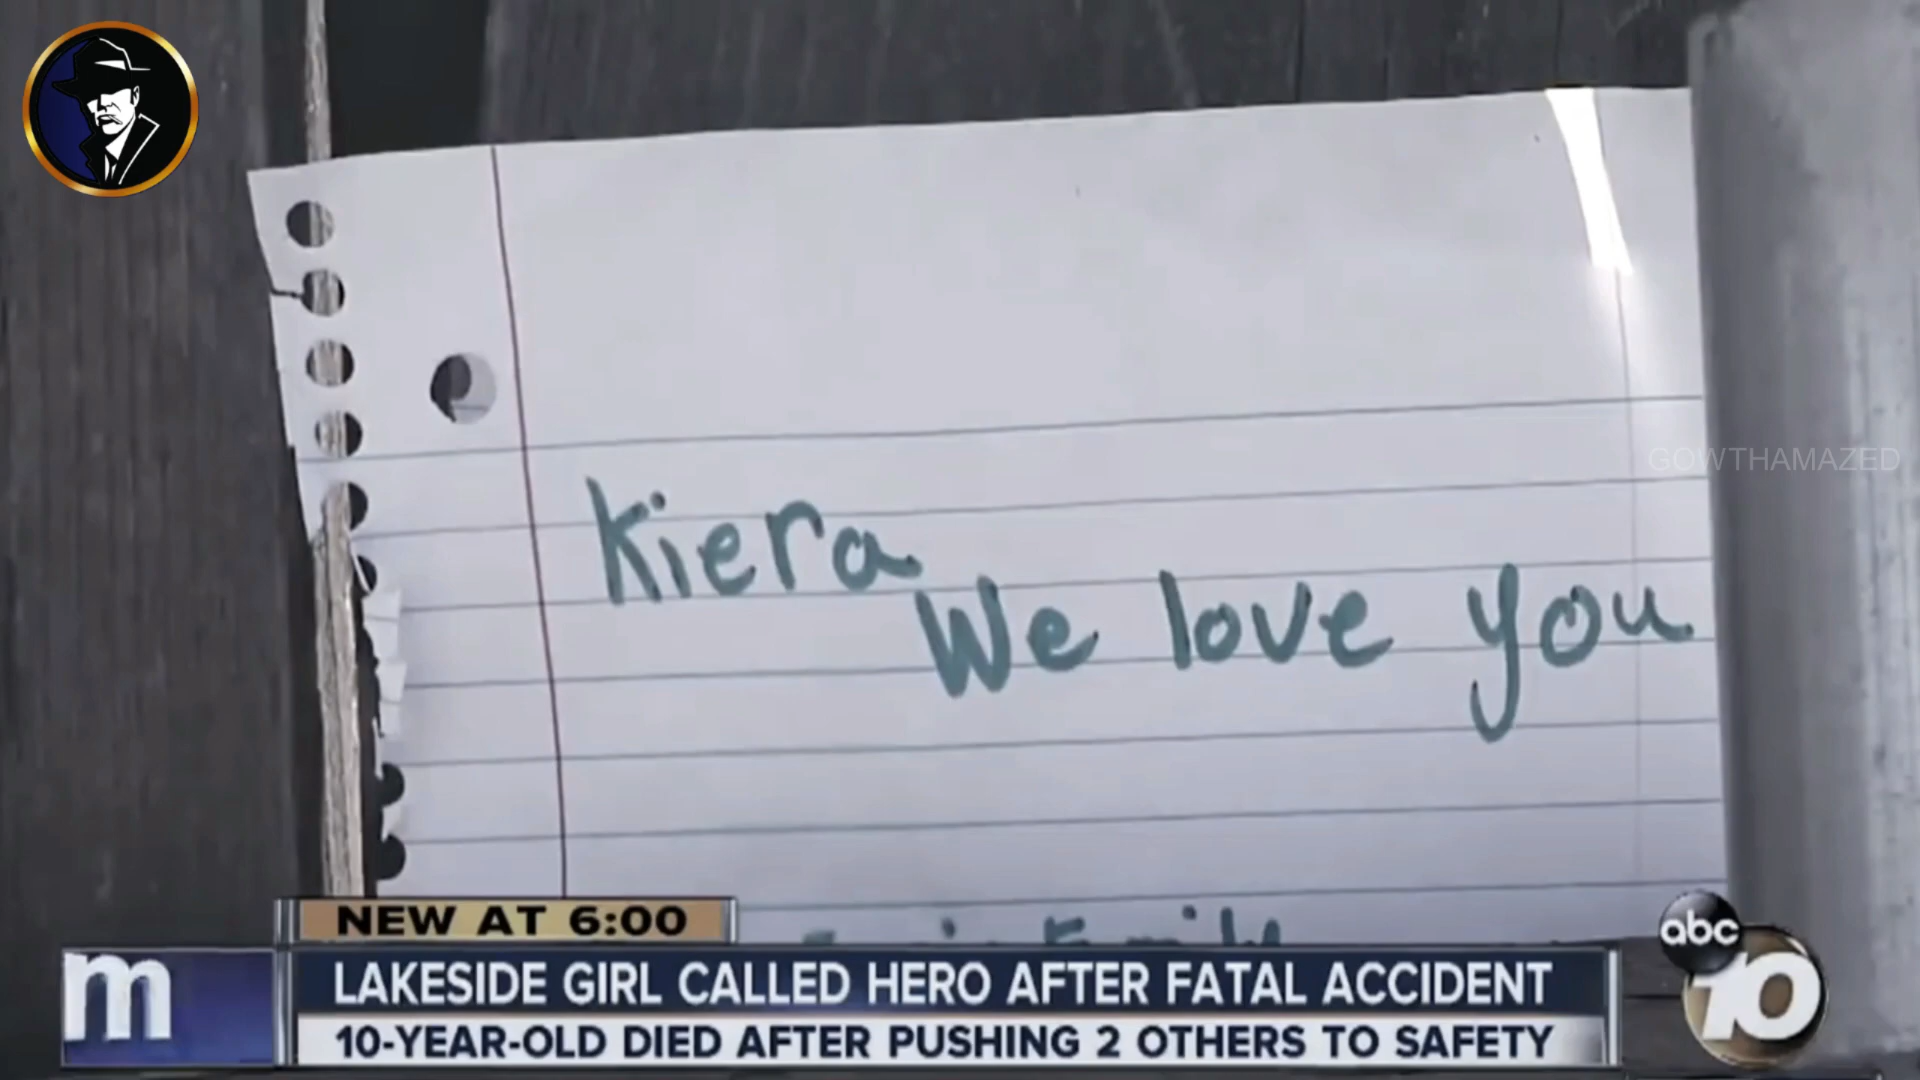 GOWTHAMAZED
Kiera
We love you
NEW AT 6:00
m
LAKESIDE GIRL CALLED HERO AFTER FATAL ACCIDENT
10-YEAR-OLD DIED AFTER PUSHING 2 OTHERS TO SAFETY
abc
10